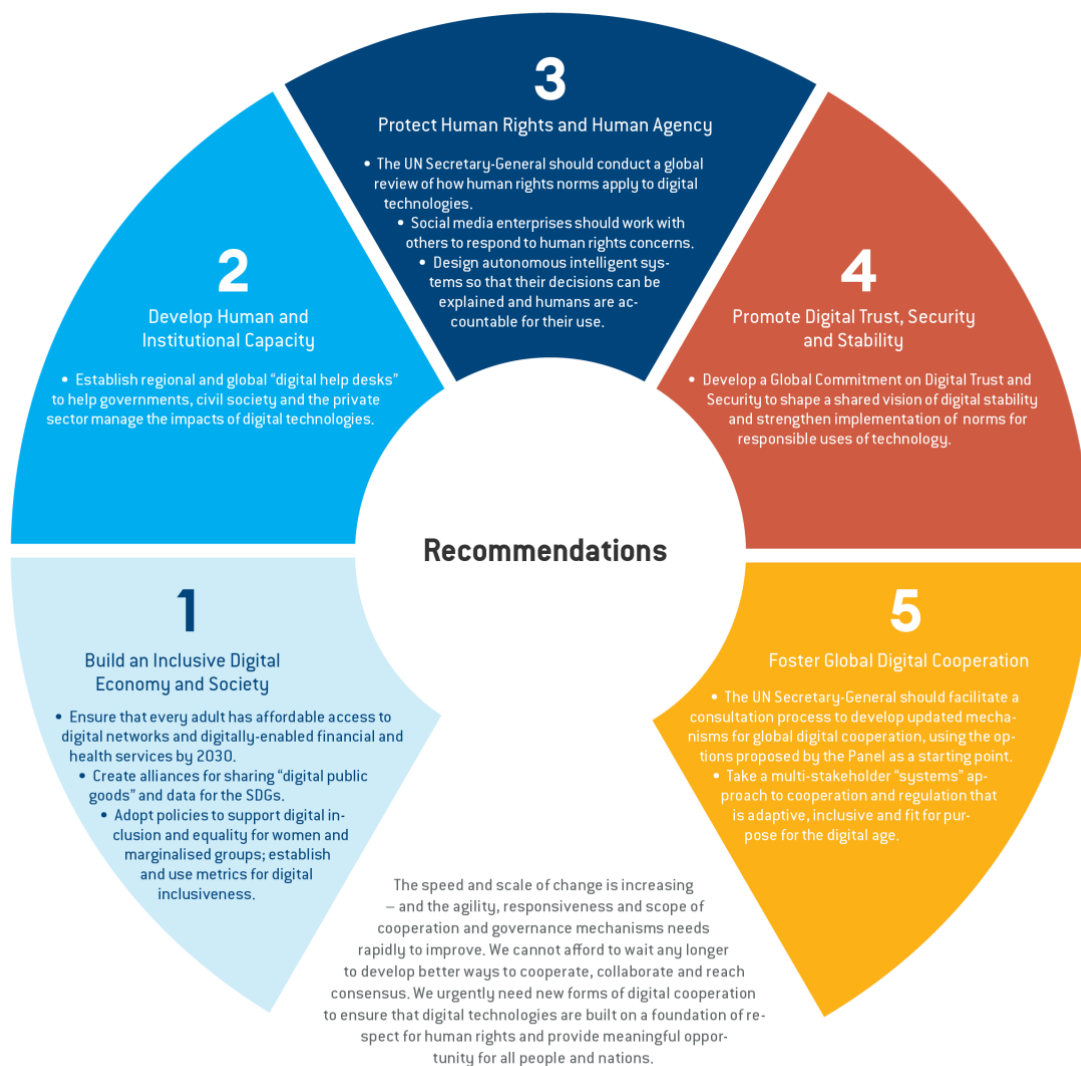 Recommendations
1
Build an Inclusive Digital
Economy and Society
• Ensure that every adult has affordable access to
digital networks and digitally-enabled financial and
health services by 2030.
• Create alliances for sharing “digital public
goods” and data for the SDGs.
• Adopt policies to support digital in-
clusion and equality for women and
marginalised groups; establish
and use metrics for digital
inclusiveness.
2
Develop Human and
Institutional Capacity
• Establish regional and global “digital help desks”
to help governments, civil society and the private
sector manage the impacts of digital technologies.
3
Protect Human Rights and Human Agency
• The UN Secretary-General should conduct a global
review of how human rights norms apply to digital
technologies.
• Social media enterprises should work with
others to respond to human rights concerns.
• Design autonomous intelligent sys-
tems so that their decisions can be
explained and humans are ac-
countable for their use.
4
Promote Digital Trust, Security
and Stability
• Develop a Global Commitment on Digital Trust and
Security to shape a shared vision of digital stability
and strengthen implementation of norms for
responsible uses of technology.
5
Foster Global Digital Cooperation
• The UN Secretary-General should facilitate a
consultation process to develop updated mecha-
nisms for global digital cooperation, using the op-
tions proposed by the Panel as a starting point.
• Take a multi-stakeholder “systems” ap-
proach to cooperation and regulation that
is adaptive, inclusive and fit for pur-
pose for the digital age.
The speed and scale of change is increasing
– and the agility, responsiveness and scope of
cooperation and governance mechanisms needs
rapidly to improve. We cannot afford to wait any longer
to develop better ways to cooperate, collaborate and reach
consensus. We urgently need new forms of digital cooperation
to ensure that digital technologies are built on a foundation of re-
spect for human rights and provide meaningful oppor-
tunity for all people and nations.